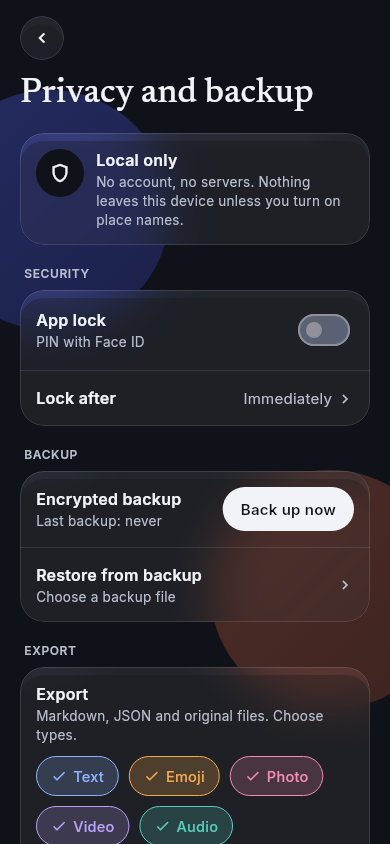 Privacy and backup
Local only
No account, no servers. Nothing
leaves this device unless you turn on
place names.
SECURITY
App lock
PIN with Face ID
Lock after
Immediately
BACKUP
Encrypted backup
Last backup: never
Back up now
Restore from backup
Choose a backup file
EXPORT
Export
Markdown, JSON and original files. Choose
types.
Text
Emoji
Photo
Video
Audio